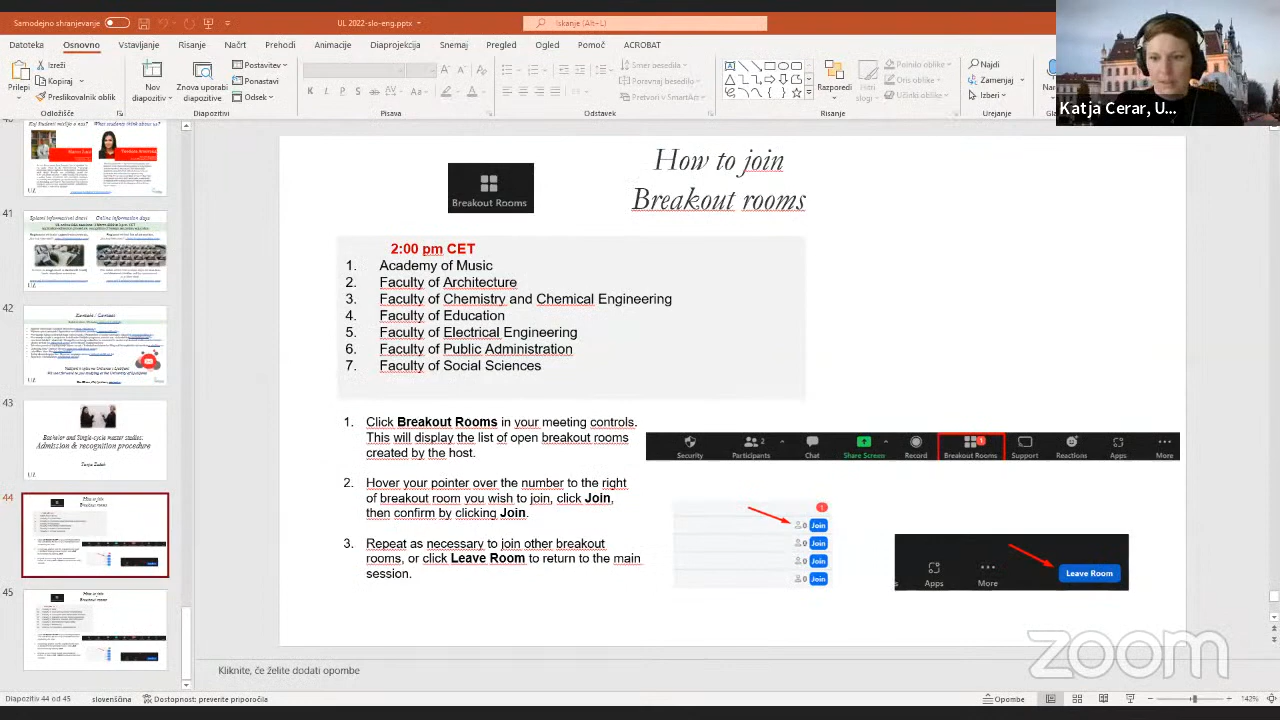 Samodejno shranjevanje
UL 2022-slo-eng.pptx
Iskanje (Alt+L)
Datoteka Osnovno Vstavljanje Risanje Načrt Prehodi Animacije Diaprojekcija Snemaj Pregled Ogled Pomoč ACROBAT
Katja Cerar, U...
Prilepi
Izreži
Kopiraj
Preslikovalnik oblik
Odložišče
Nov diapozitiv
Znova uporabi diapozitive
Postavitev
Ponastavi
Odsek
Diapozitivi
Pisava
Smer besedila
Poravnaj besedilo
Pretvori v SmartArt
Odstavek
Razporedi
Hitri slogi
Polnilo oblike
Oris oblike
Učinki oblike
Risanje
Najdi
Zamenjaj
Izberi
Urejanje
41
42
43
Bachelor and Single-cycle master studies:
Admission & recognition procedure
44
45
How to join
Breakout rooms
Breakout Rooms
2:00 pm CET
1. Academy of Music
2. Faculty of Architecture
3. Faculty of Chemistry and Chemical Engineering
4. Faculty of Education
5. Faculty of Electrical Engineering
6. Faculty of Public Administration
7. Faculty of Social Sciences
1. Click Breakout Rooms in your meeting controls.
This will display the list of open breakout rooms
created by the host.
2. Hover your pointer over the number to the right
of breakout room you wish to join, click Join,
then confirm by clicking Join.
3. Repeat as necessary to join other breakout
rooms, or click Leave Room to return to the main
session.
Security Participants 2 Chat Share Screen Record Breakout Rooms 1 Support Reactions Apps More
1
0 Join
0 Join
0 Join
0 Join
Apps More Leave Room
zoom
Kliknite, če želite dodati opombe
Diapozitiv 44 od 45 slovenščina Dostopnost: preverite priporočila
Opombe
142%